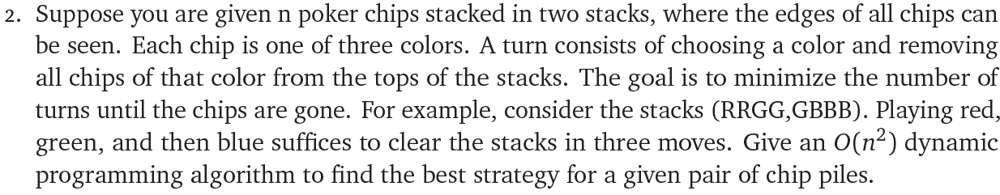 2. Suppose you are given n poker chips stacked in two stacks, where the edges of all chips can
be seen. Each chip is one of three colors. A turn consists of choosing a color and removing
all chips of that color from the tops of the stacks. The goal is to minimize the number of
turns until the chips are gone. For example, consider the stacks (RRGG,GBBB). Playing red,
green, and then blue suffices to clear the stacks in three moves. Give an O(n²) dynamic
programming algorithm to find the best strategy for a given pair of chip piles.